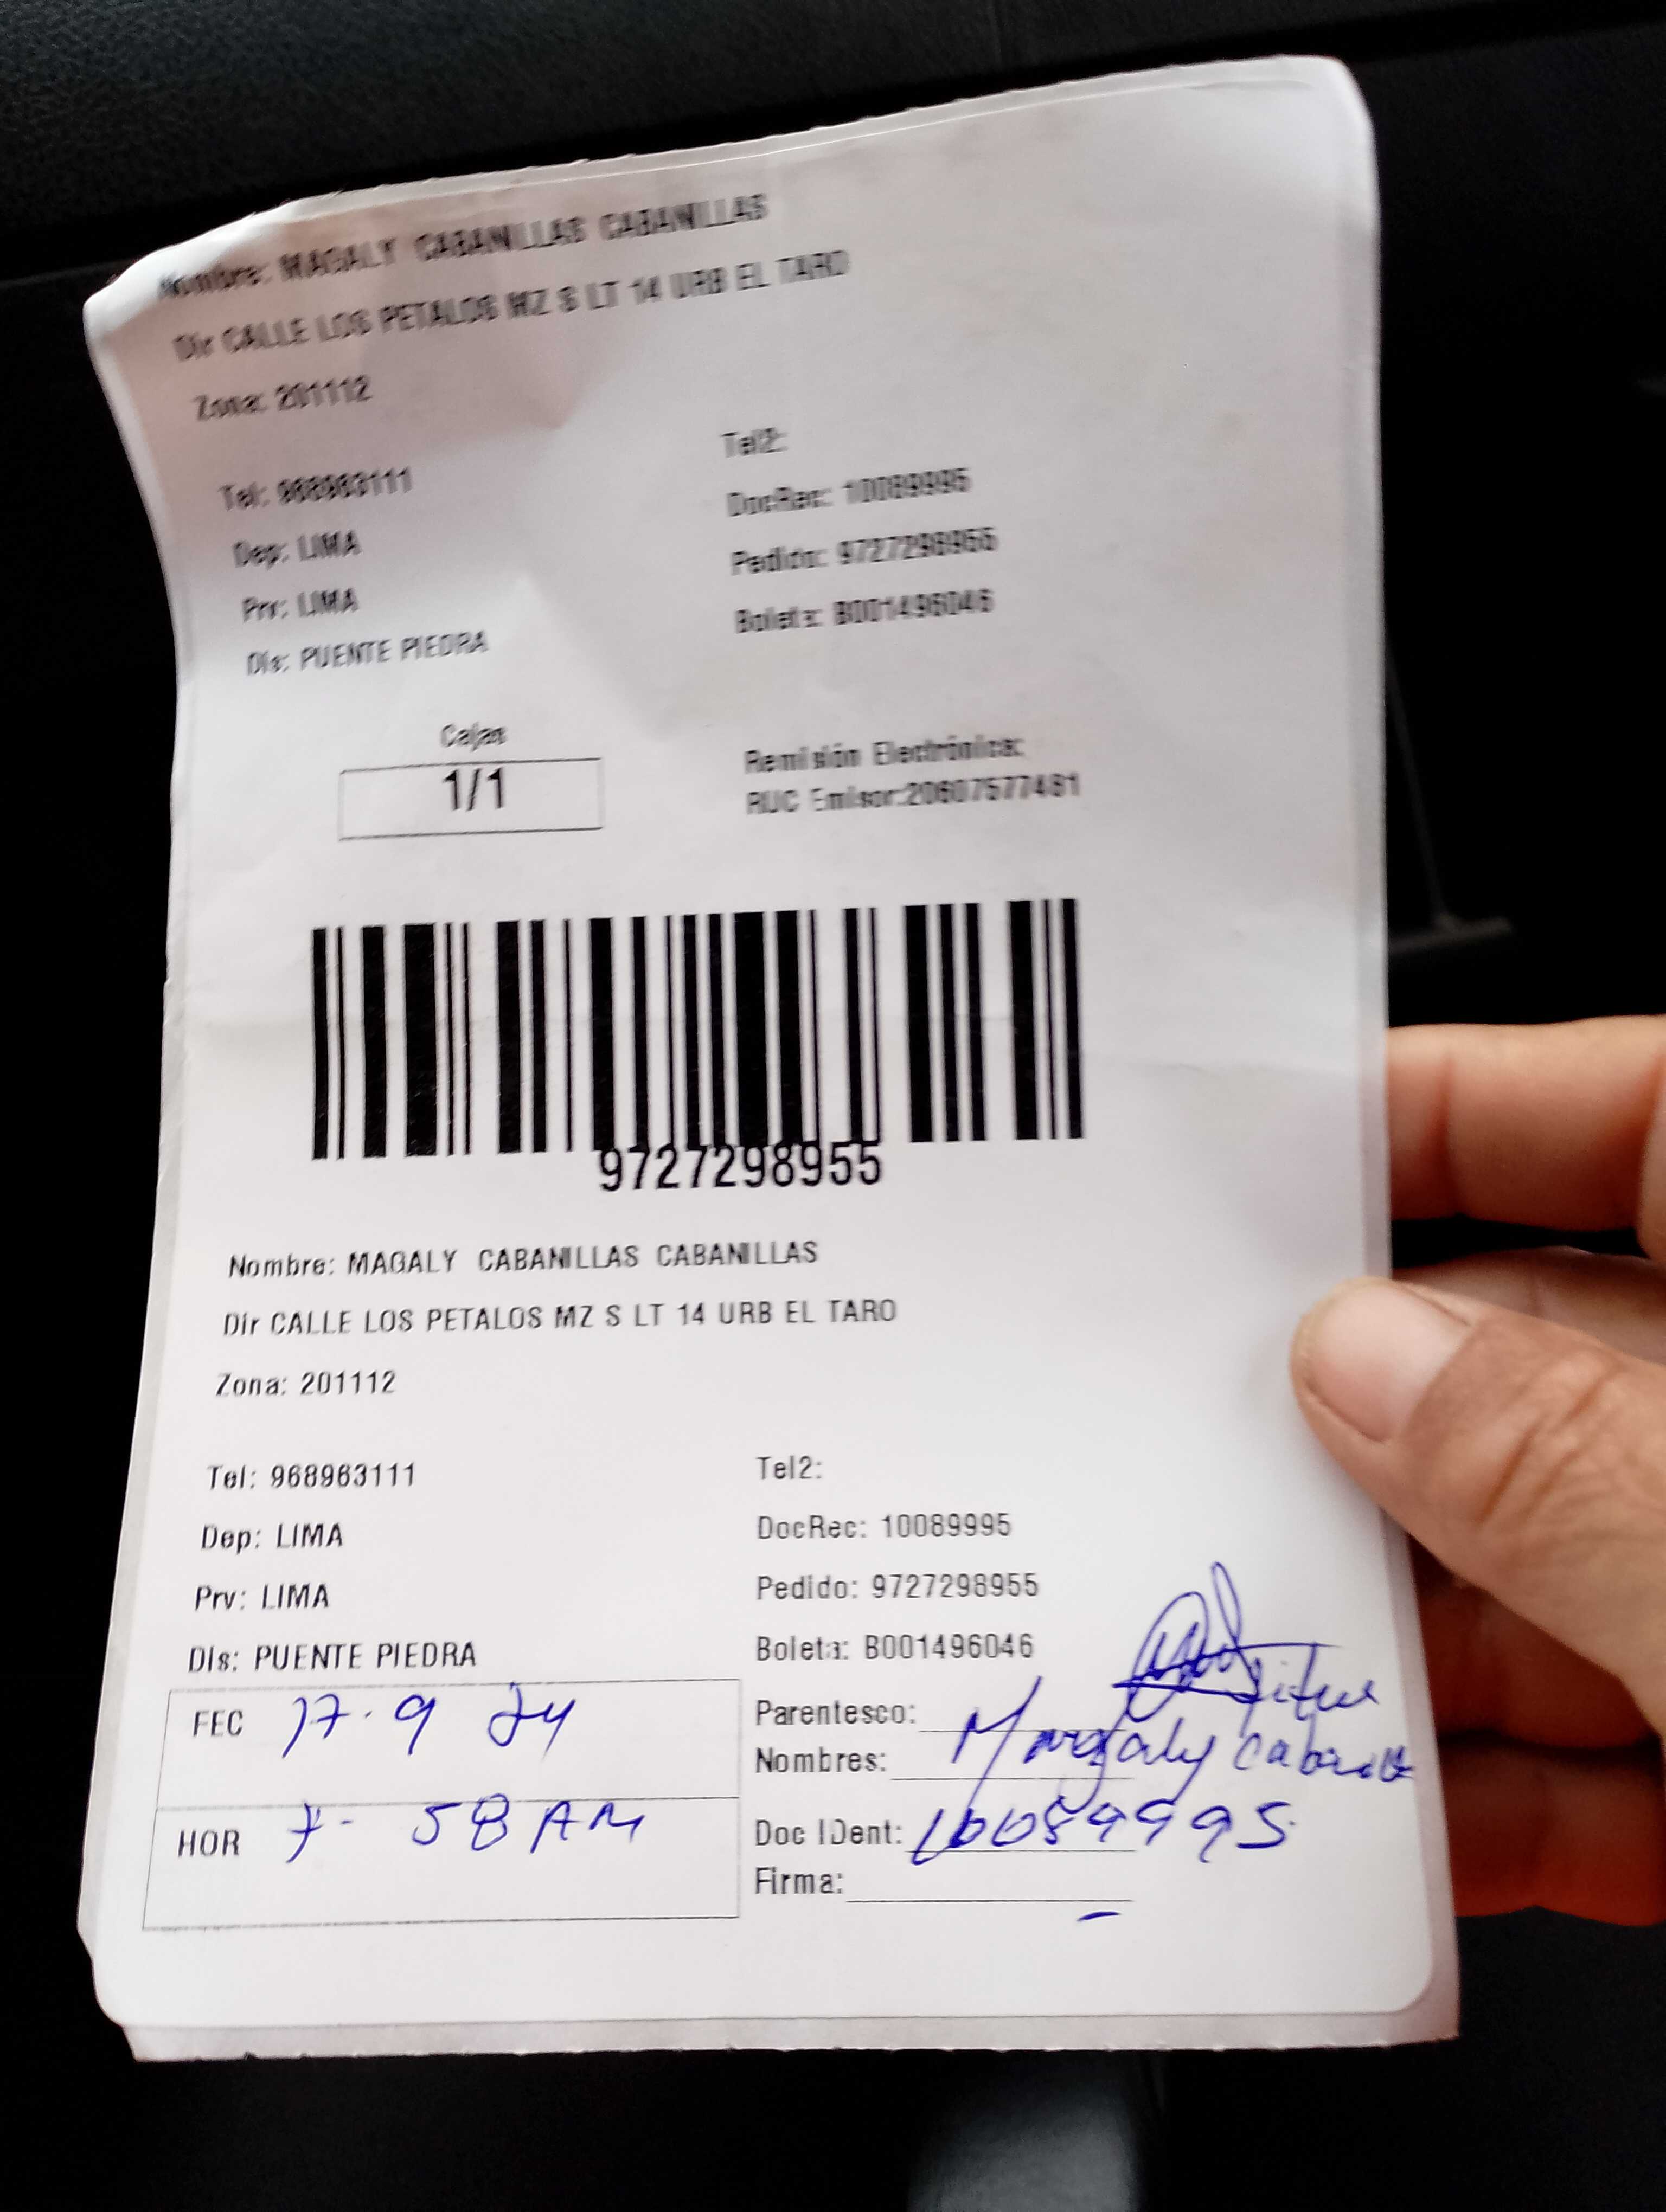 Nombre: MAGALY CABANILLAS CABANILLAS
Dir CALLE LOS PETALOS MZ S LT 14 URB EL TARO
Zona: 201112
Tel2:
Tel: 968963111
DocRec: 10089995
Dep: LIMA
Pedido: 9727298955
Prv: LIMA
Boleta: B001496046
Dis: PUENTE PIEDRA
Cajas
1/1
Remisión Electrónica:
RUC Emisor:20607577481
9727298955
Nombre: MAGALY CABANILLAS CABANILLAS
Dir CALLE LOS PETALOS MZ S LT 14 URB EL TARO
Zona: 201112
Tel: 968963111
Tel2:
Dep: LIMA
DocRec: 10089995
Prv: LIMA
Pedido: 9727298955
Dis: PUENTE PIEDRA
Boleta: B001496046
FEC 17.9 24
Parentesco: Titul
Nombres: Magaly
HOR 7- 58 AM
Doc IDent: 10089995
Firma: